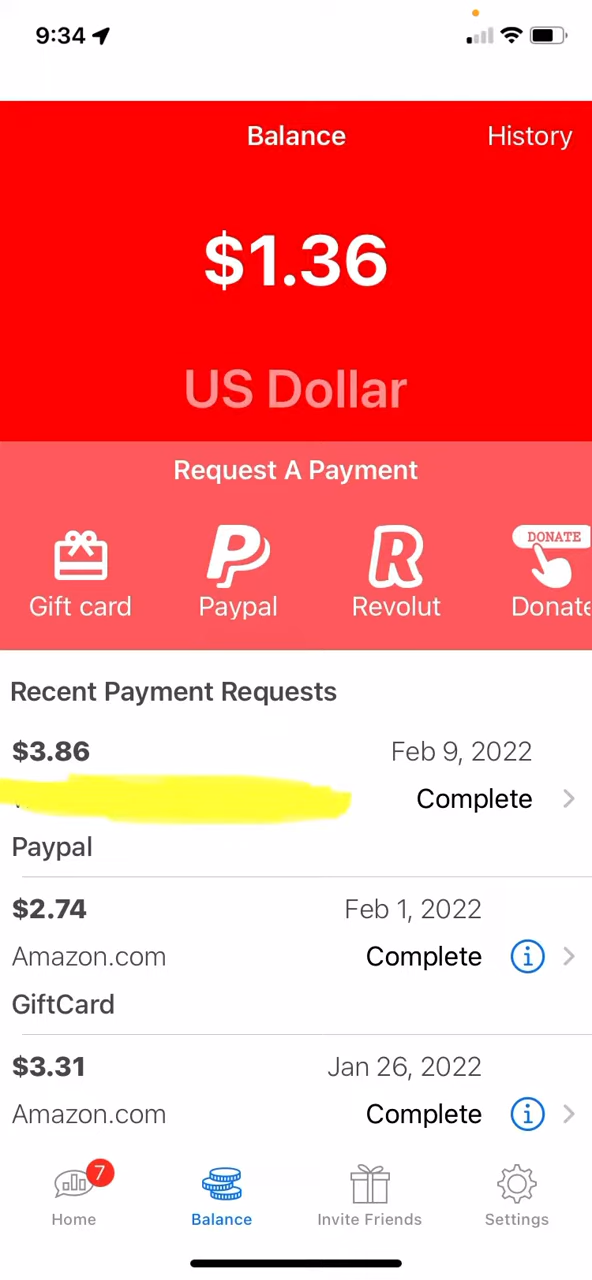 9:34
Balance
History
$1.36
US Dollar
Request A Payment
DONATE
Gift card
Paypal
Revolut
Donate
Recent Payment Requests
$3.86
Feb 9, 2022
Complete
Paypal
$2.74
Feb 1, 2022
Amazon.com
Complete
GiftCard
$3.31
Jan 26, 2022
Amazon.com
Complete
7
Home
Balance
Invite Friends
Settings